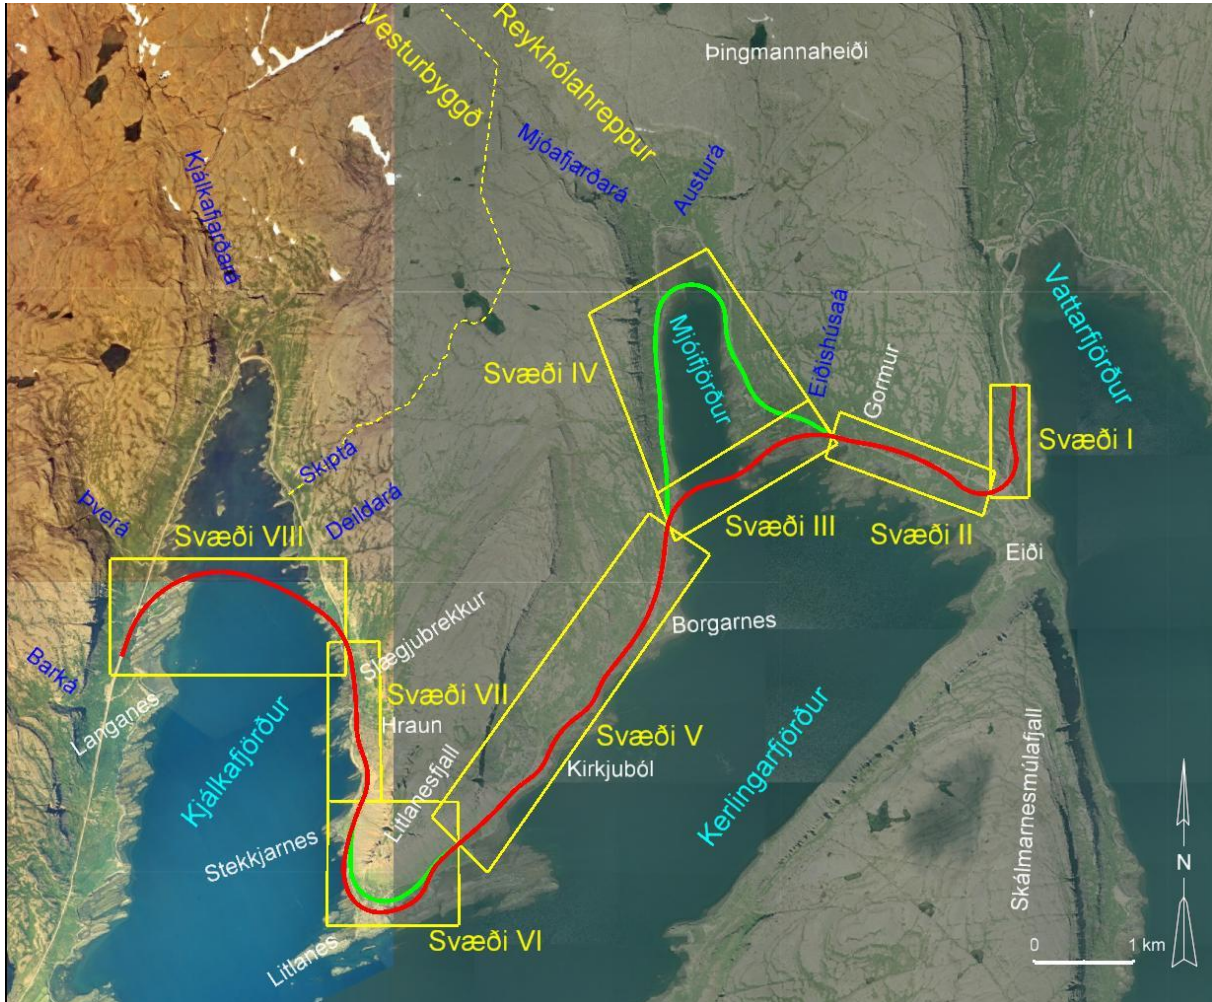 Vesturbyggð
Reykhólahreppur
Þingmannaheiði
Mjóafjarðará
Austurá
Kjálkafjarðará
Vattarfjörður
Eiðishúsaá
Mjóifjörður
Svæði IV
Gormur
Svæði I
Skiptá
Þverá
Deildará
Svæði VIII
Svæði III
Svæði II
Eiði
Slægjubrekkur
Borgarnes
Barká
Langanes
Svæði VII
Hraun
Svæði V
Kirkjuból
Kjálkafjörður
Litlanesfjall
Kerlingarfjörður
Skálmarnesmúlafjall
Stekkjarnes
N
Svæði VI
Litlanes
0 1 km